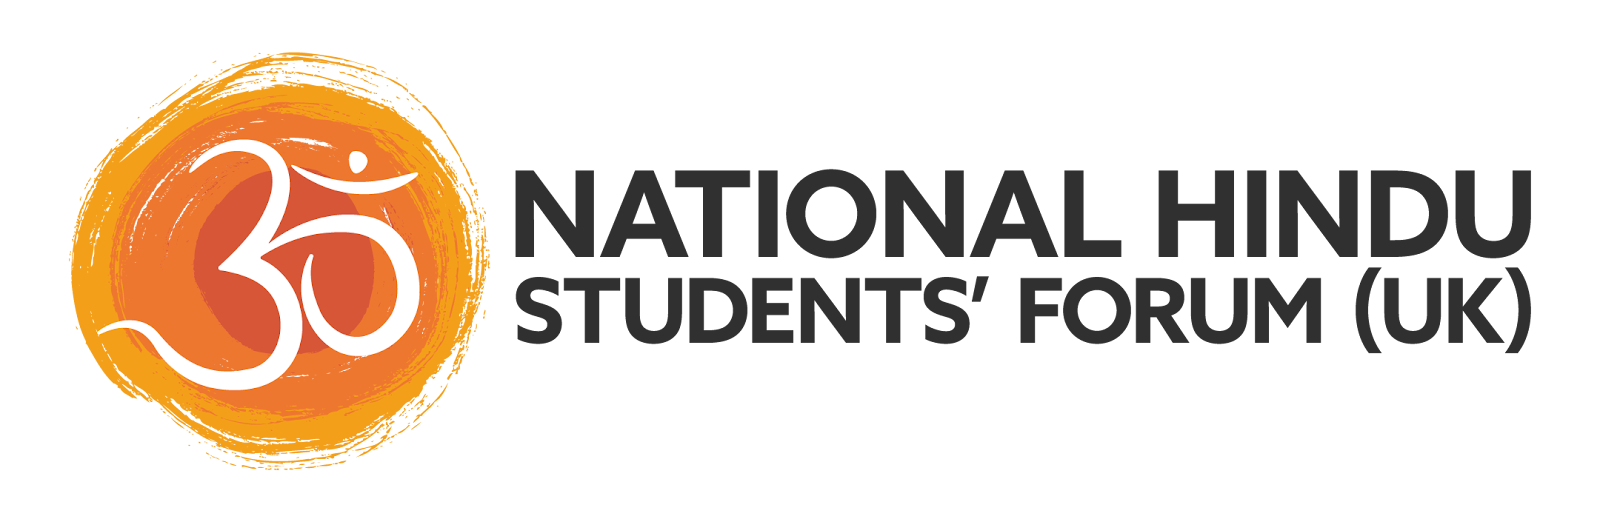 ॐ
NATIONAL HINDU
STUDENTS’ FORUM (UK)